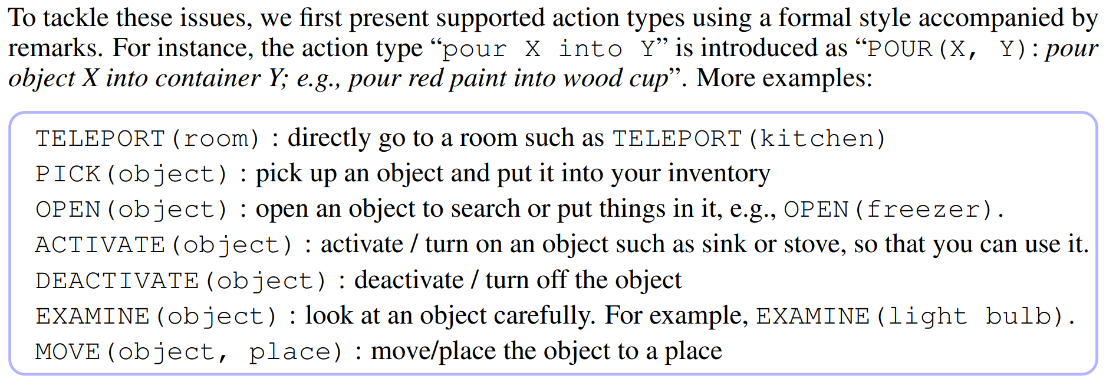 To tackle these issues, we first present supported action types using a formal style accompanied by
remarks. For instance, the action type “pour X into Y” is introduced as “POUR(X, Y): pour
object X into container Y; e.g., pour red paint into wood cup”. More examples:
TELEPORT(room) : directly go to a room such as TELEPORT(kitchen)
PICK(object) : pick up an object and put it into your inventory
OPEN(object) : open an object to search or put things in it, e.g., OPEN(freezer).
ACTIVATE(object) : activate / turn on an object such as sink or stove, so that you can use it.
DEACTIVATE(object) : deactivate / turn off the object
EXAMINE(object) : look at an object carefully. For example, EXAMINE(light bulb).
MOVE(object, place) : move/place the object to a place